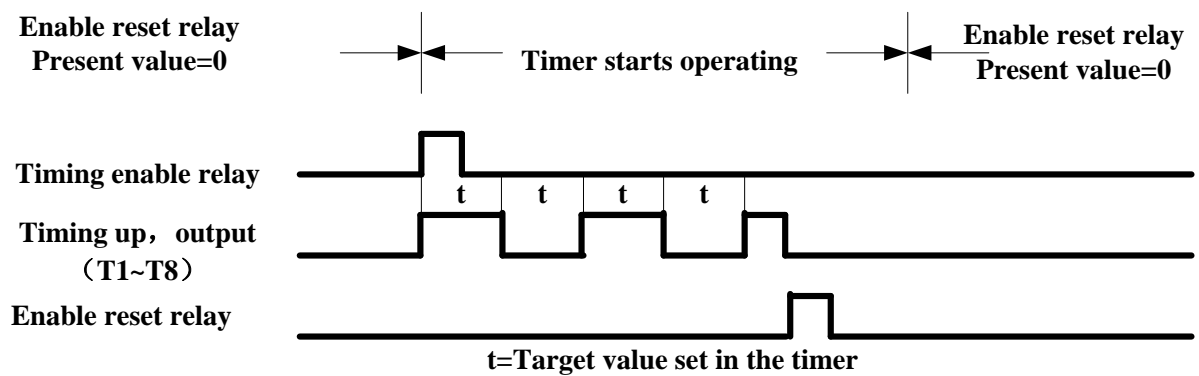 Enable reset relay
Present value=0
Timer starts operating
Enable reset relay
Present value=0
Timing enable relay
t t t t
Timing up，output
（T1~T8）
Enable reset relay
t=Target value set in the timer